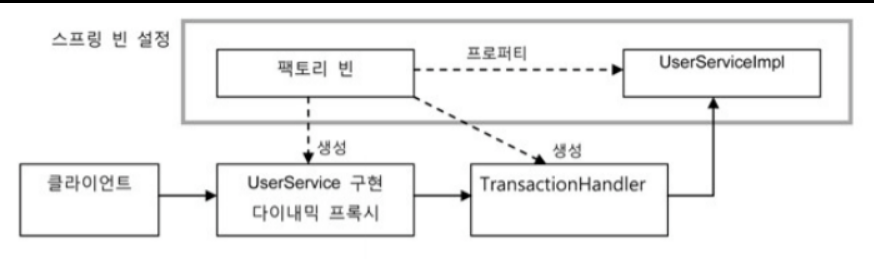 스프링 빈 설정
팩토리 빈
프로퍼티
UserServiceImpl
생성
생성
클라이언트
UserService 구현
다이내믹 프록시
TransactionHandler